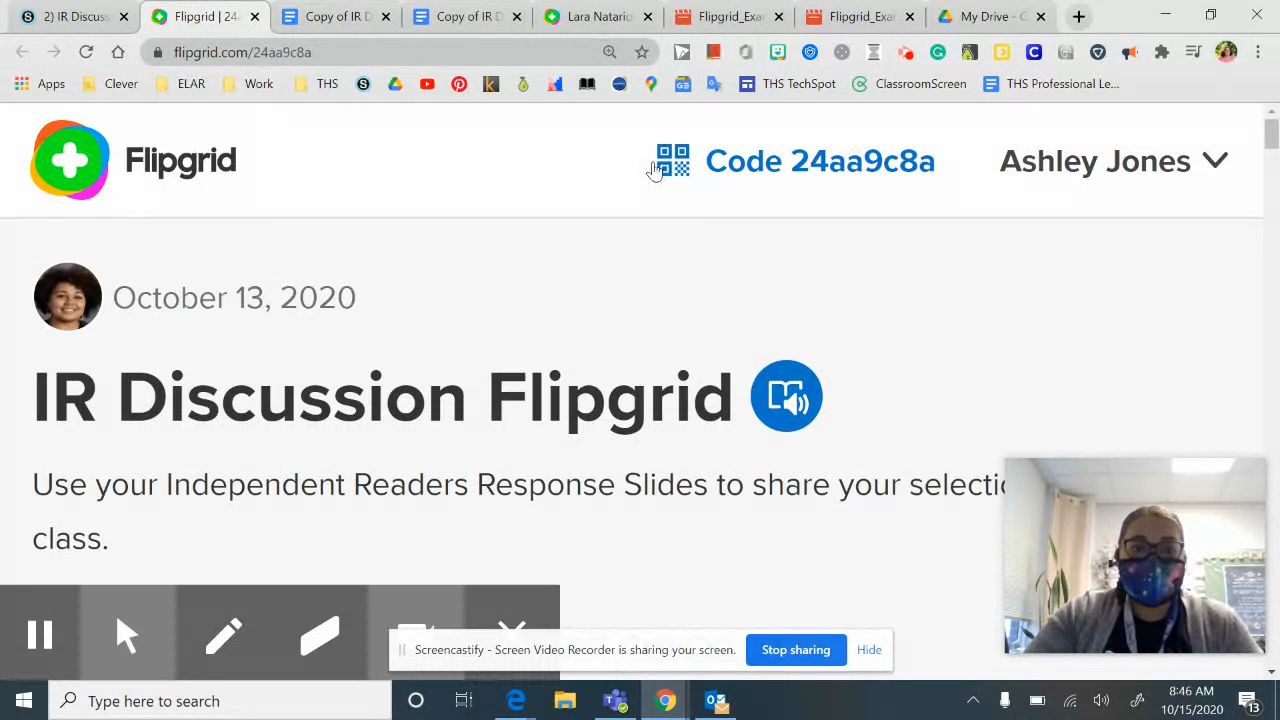 2) IR Discuss
Flipgrid | 24a
Copy of IR D
Copy of IR D
Lara Natario
Flipgrid_Exa
Flipgrid_Exa
My Drive - G
flipgrid.com/24aa9c8a
Apps
Clever
ELAR
Work
THS
THS TechSpot
ClassroomScreen
THS Professional Le...
Flipgrid
Code 24aa9c8a
Ashley Jones
October 13, 2020
IR Discussion Flipgrid
Use your Independent Readers Response Slides to share your selectio
class.
Screencastify - Screen Video Recorder is sharing your screen.
Stop sharing
Hide
Type here to search
8:46 AM
10/15/2020
13